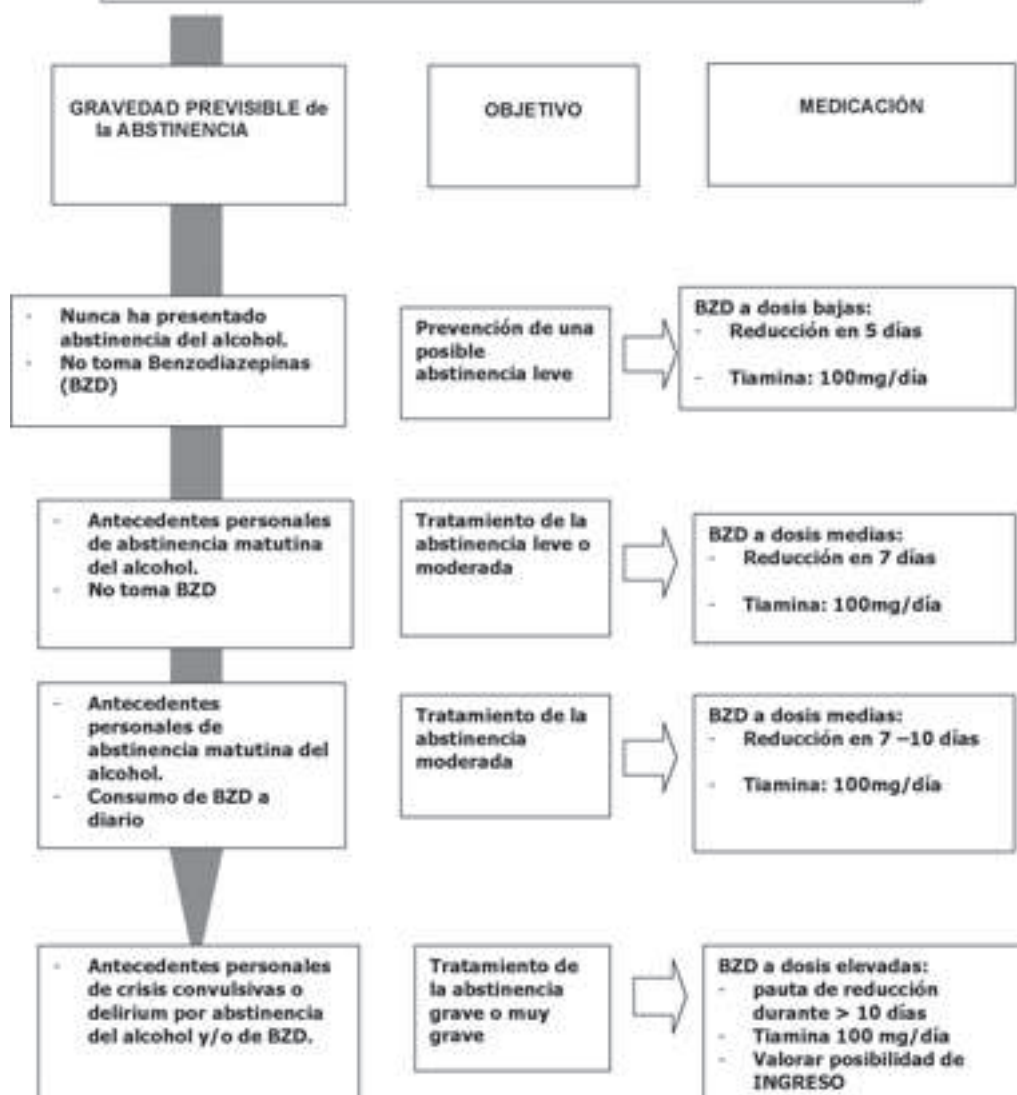 GRAVEDAD PREVISIBLE de
la ABSTINENCIA
OBJETIVO
MEDICACIÓN
- Nunca ha presentado
abstinencia del alcohol.
- No toma Benzodiazepinas
(BZD)
Prevención de una
posible
abstinencia leve
BZD a dosis bajas:
- Reducción en 5 días
- Tiamina: 100mg/día
- Antecedentes personales
de abstinencia matutina
del alcohol.
- No toma BZD
Tratamiento de la
abstinencia leve o
moderada
BZD a dosis medias:
- Reducción en 7 días
- Tiamina: 100mg/día
- Antecedentes
personales de
abstinencia matutina del
alcohol.
- Consumo de BZD a
diario
Tratamiento de la
abstinencia
moderada
BZD a dosis medias:
- Reducción en 7 –10 días
- Tiamina: 100mg/día
- Antecedentes personales
de crisis convulsivas o
delirium por abstinencia
del alcohol y/o de BZD.
Tratamiento de
la abstinencia
grave o muy
grave
BZD a dosis elevadas:
- pauta de reducción
durante > 10 días
- Tiamina 100 mg/día
- Valorar posibilidad de
INGRESO